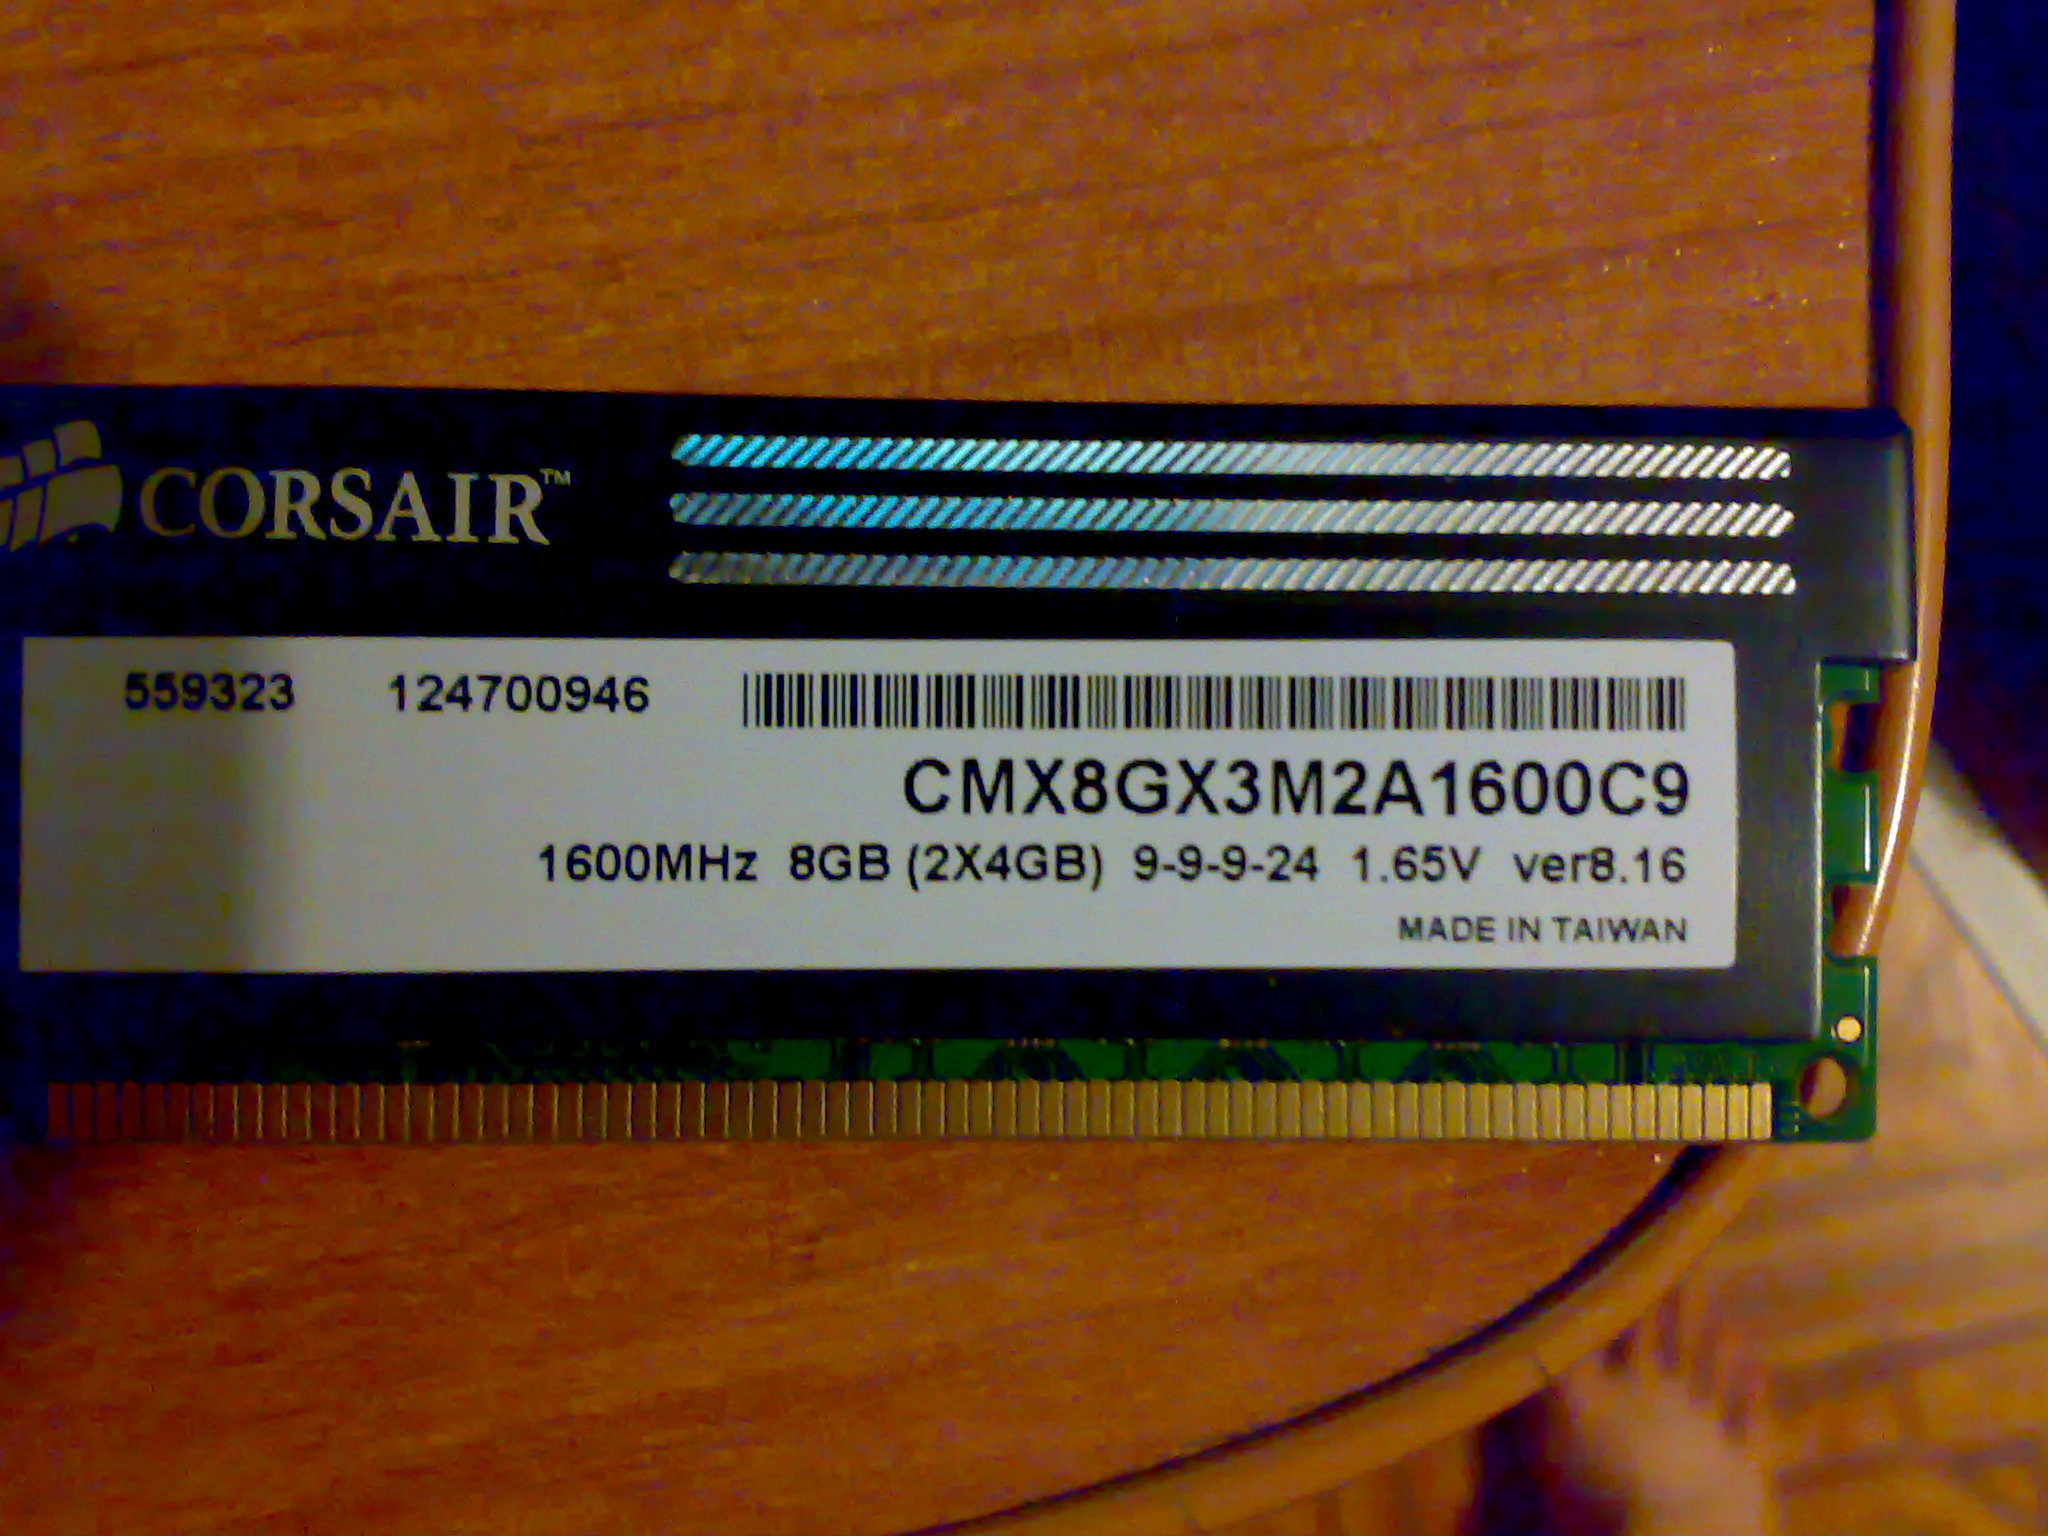 CORSAIR™
559323 124700946
CMX8GX3M2A1600C9
1600MHz 8GB (2X4GB) 9-9-9-24 1.65V ver8.16
MADE IN TAIWAN